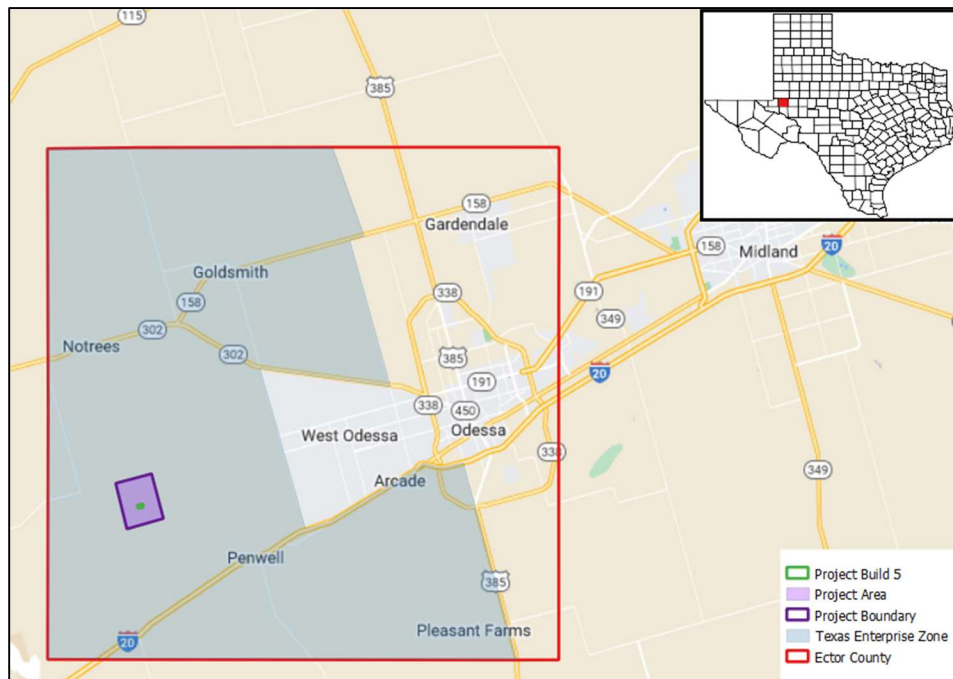 115
385
158
Gardendale
158
Midland
20
Goldsmith
338
191
158
349
302
Notrees
302
385
20
191
338
450
West Odessa
Odessa
338
349
Arcade
Penwell
385
20
Pleasant Farms
Project Build 5
Project Area
Project Boundary
Texas Enterprise Zone
Ector County